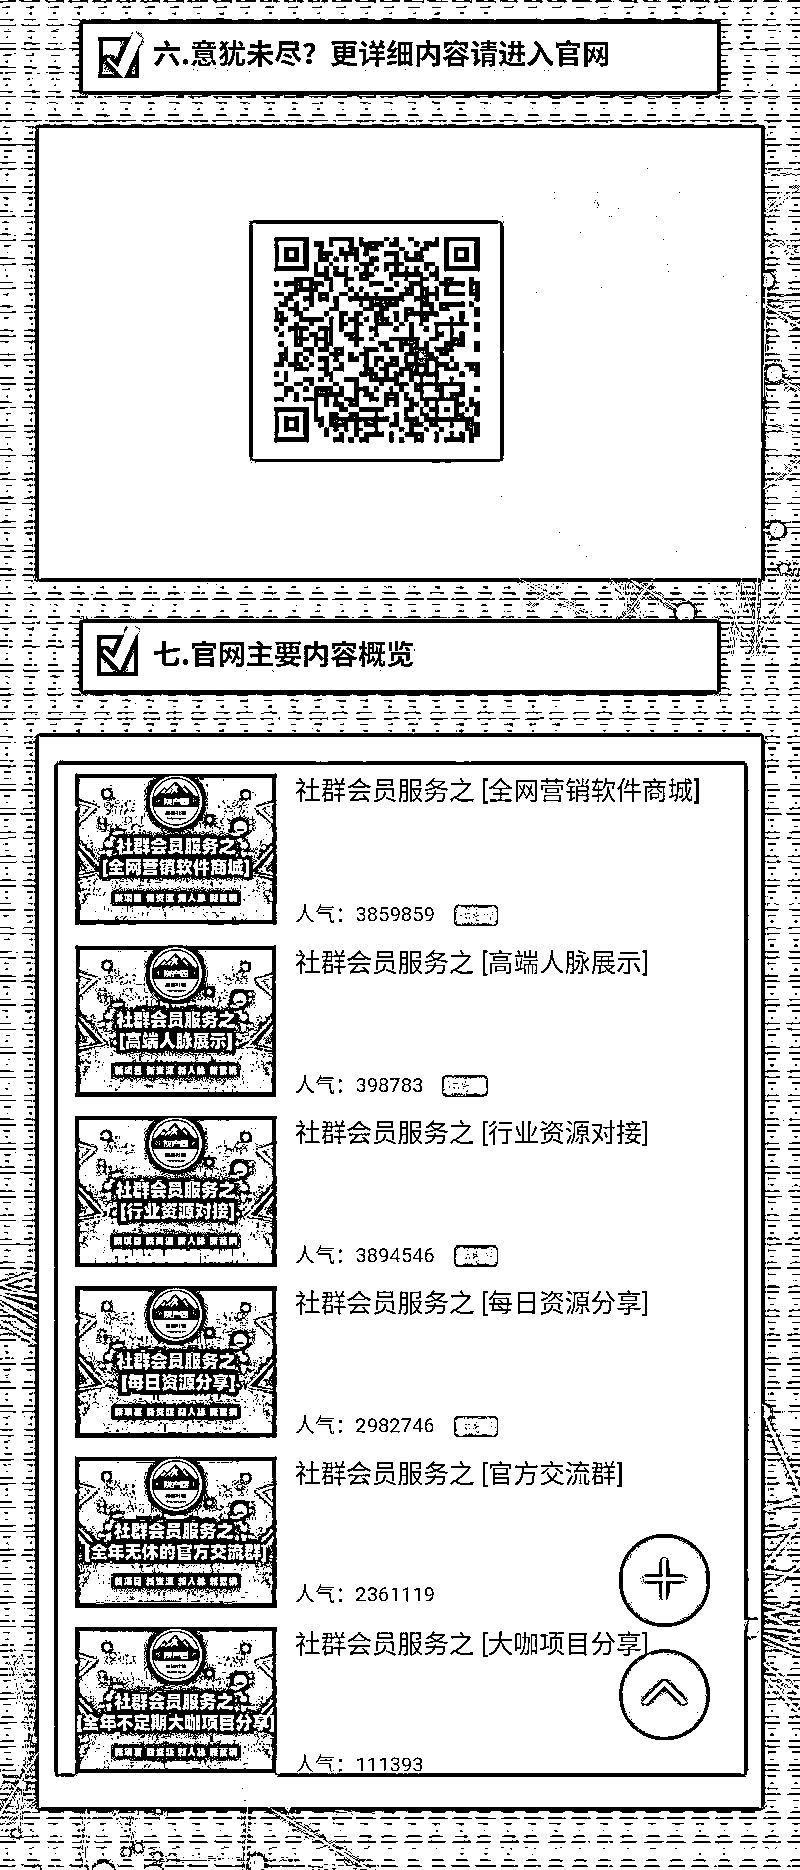 六.意犹未尽？更详细内容请进入官网
七.官网主要内容概览
社群会员服务之
[全网营销软件商城]
社群会员服务之 [全网营销软件商城]
人气：3859859
社群会员服务之
[高端人脉展示]
社群会员服务之 [高端人脉展示]
人气：398783
社群会员服务之
[行业资源对接]
社群会员服务之 [行业资源对接]
人气：3894546
社群会员服务之
[每日资源分享]
社群会员服务之 [每日资源分享]
人气：2982746
社群会员服务之
[全年无休的官方交流群]
社群会员服务之 [官方交流群]
人气：2361119
社群会员服务之
[全年不定期大咖项目分享]
社群会员服务之 [大咖项目分享]
人气：111393